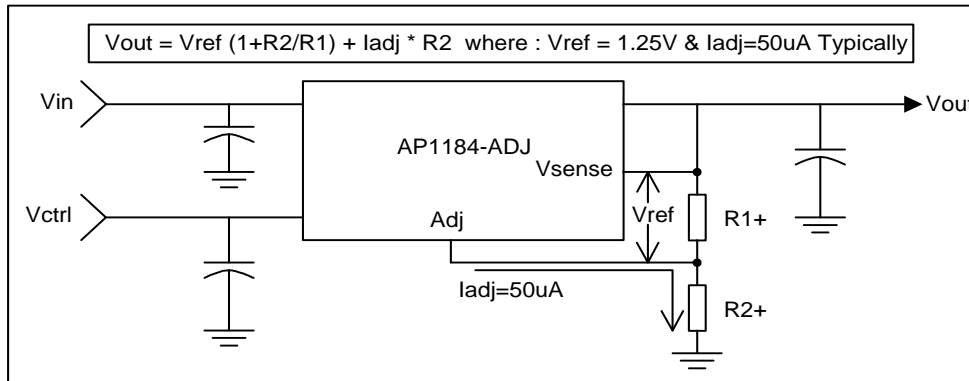 Vout = Vref (1+R2/R1) + Iadj * R2 where : Vref = 1.25V & Iadj=50uA Typically
Vin
Vout
AP1184-ADJ
Vsense
Vctrl
Adj
Vref
R1+
Iadj=50uA
R2+